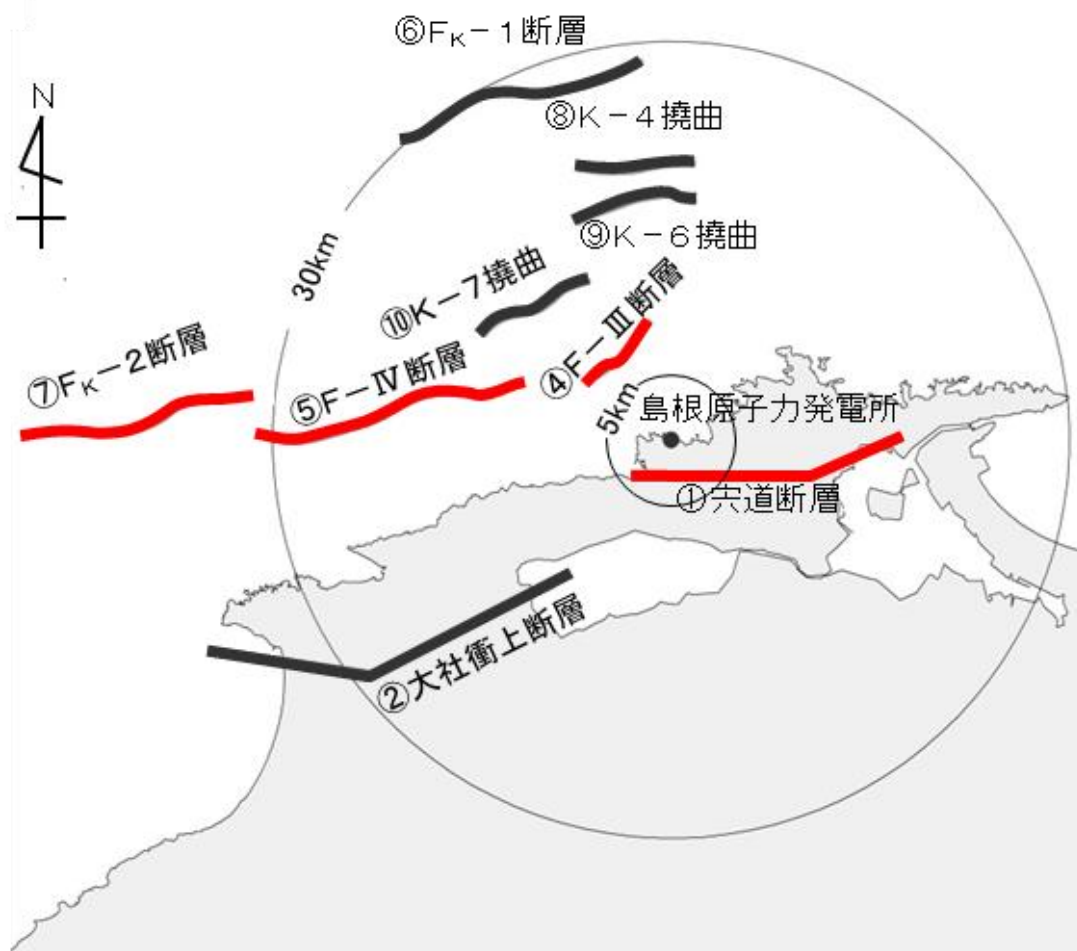 ⑥FK-1断層
N
⑧K-4撓曲
30km
⑨K-6撓曲
⑩K-7撓曲
④F-Ⅲ断層
⑦FK-2断層
⑤F-Ⅳ断層
5km
島根原子力発電所
①宍道断層
②大社衝上断層